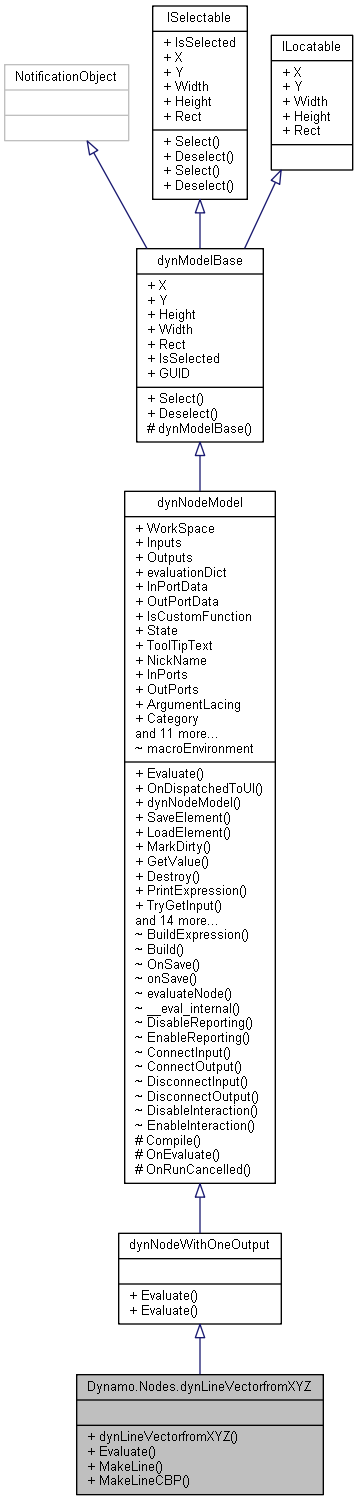 ISelectable
+ IsSelected
+ X
+ Y
+ Width
+ Height
+ Rect
+ Select()
+ Deselect()
+ Select()
+ Deselect()
ILocatable
+ X
+ Y
+ Width
+ Height
+ Rect
NotificationObject
dynModelBase
+ X
+ Y
+ Height
+ Width
+ Rect
+ IsSelected
+ GUID
+ Select()
+ Deselect()
# dynModelBase()
dynNodeModel
+ WorkSpace
+ Inputs
+ Outputs
+ evaluationDict
+ InPortData
+ OutPortData
+ IsCustomFunction
+ State
+ ToolTipText
+ NickName
+ InPorts
+ OutPorts
+ ArgumentLacing
+ Category
and 11 more...
~ macroEnvironment
+ Evaluate()
+ OnDispatchedToUI()
+ dynNodeModel()
+ SaveElement()
+ LoadElement()
+ MarkDirty()
+ GetValue()
+ Destroy()
+ PrintExpression()
+ TryGetInput()
and 14 more...
~ BuildExpression()
~ Build()
~ OnSave()
~ onSave()
~ evaluateNode()
~ __eval_internal()
~ DisableReporting()
~ EnableReporting()
~ ConnectInput()
~ ConnectOutput()
~ DisconnectInput()
~ DisconnectOutput()
~ DisableInteraction()
~ EnableInteraction()
# Compile()
# OnEvaluate()
# OnRunCancelled()
dynNodeWithOneOutput
+ Evaluate()
+ Evaluate()
Dynamo.Nodes.dynLineVectorfromXYZ
+ dynLineVectorfromXYZ()
+ Evaluate()
+ MakeLine()
+ MakeLineCBP()